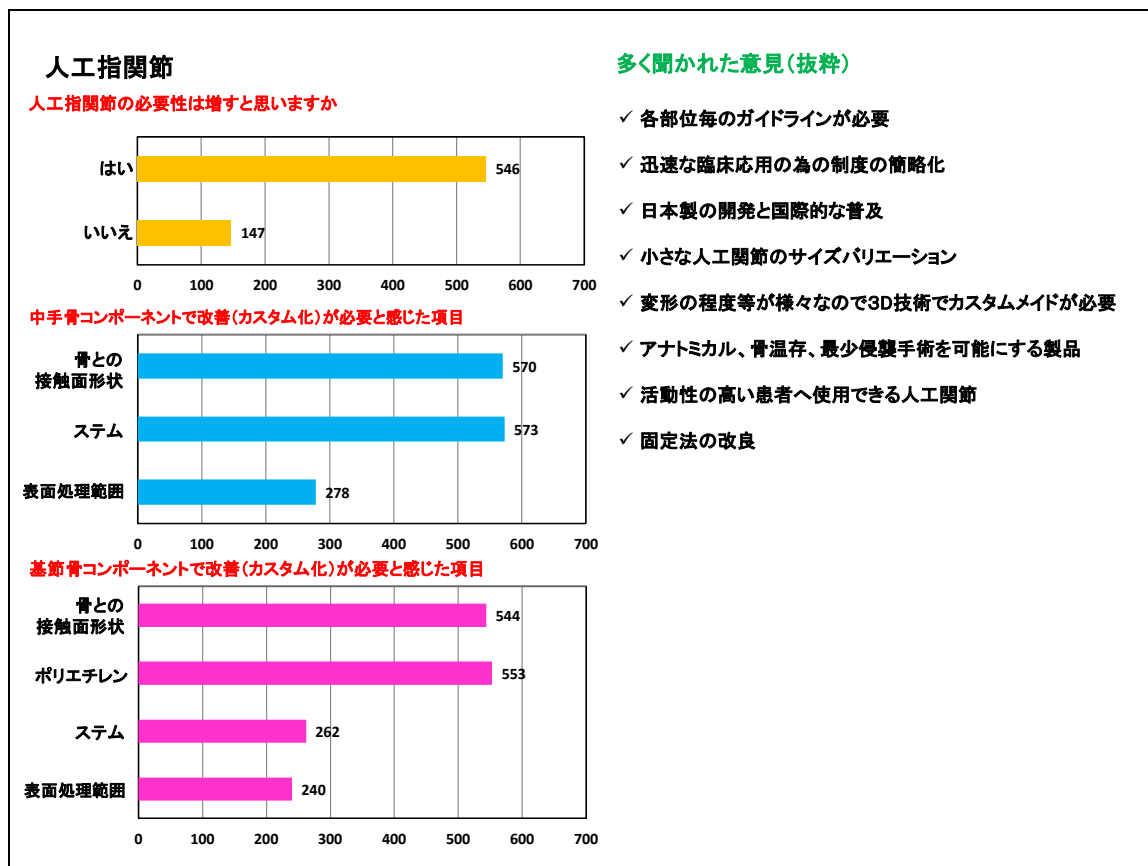 人工指関節
人工指関節の必要性は増すと思いますか
0 100 200 300 400 500 600 700
はい 546
いいえ 147
中手骨コンポーネントで改善(カスタム化)が必要と感じた項目
骨との
接触面形状 570
ステム 573
表面処理範囲 278
0 100 200 300 400 500 600 700
基節骨コンポーネントで改善(カスタム化)が必要と感じた項目
骨との
接触面形状 544
ポリエチレン 553
ステム 262
表面処理範囲 240
0 100 200 300 400 500 600 700
多く聞かれた意見(抜粋)
✓ 各部位毎のガイドラインが必要
✓ 迅速な臨床応用の為の制度の簡略化
✓ 日本製の開発と国際的な普及
✓ 小さな人工関節のサイズバリエーション
✓ 変形の程度等が様々なので3D技術でカスタムメイドが必要
✓ アナトミカル、骨温存、最少侵襲手術を可能にする製品
✓ 活動性の高い患者へ使用できる人工関節
✓ 固定法の改良